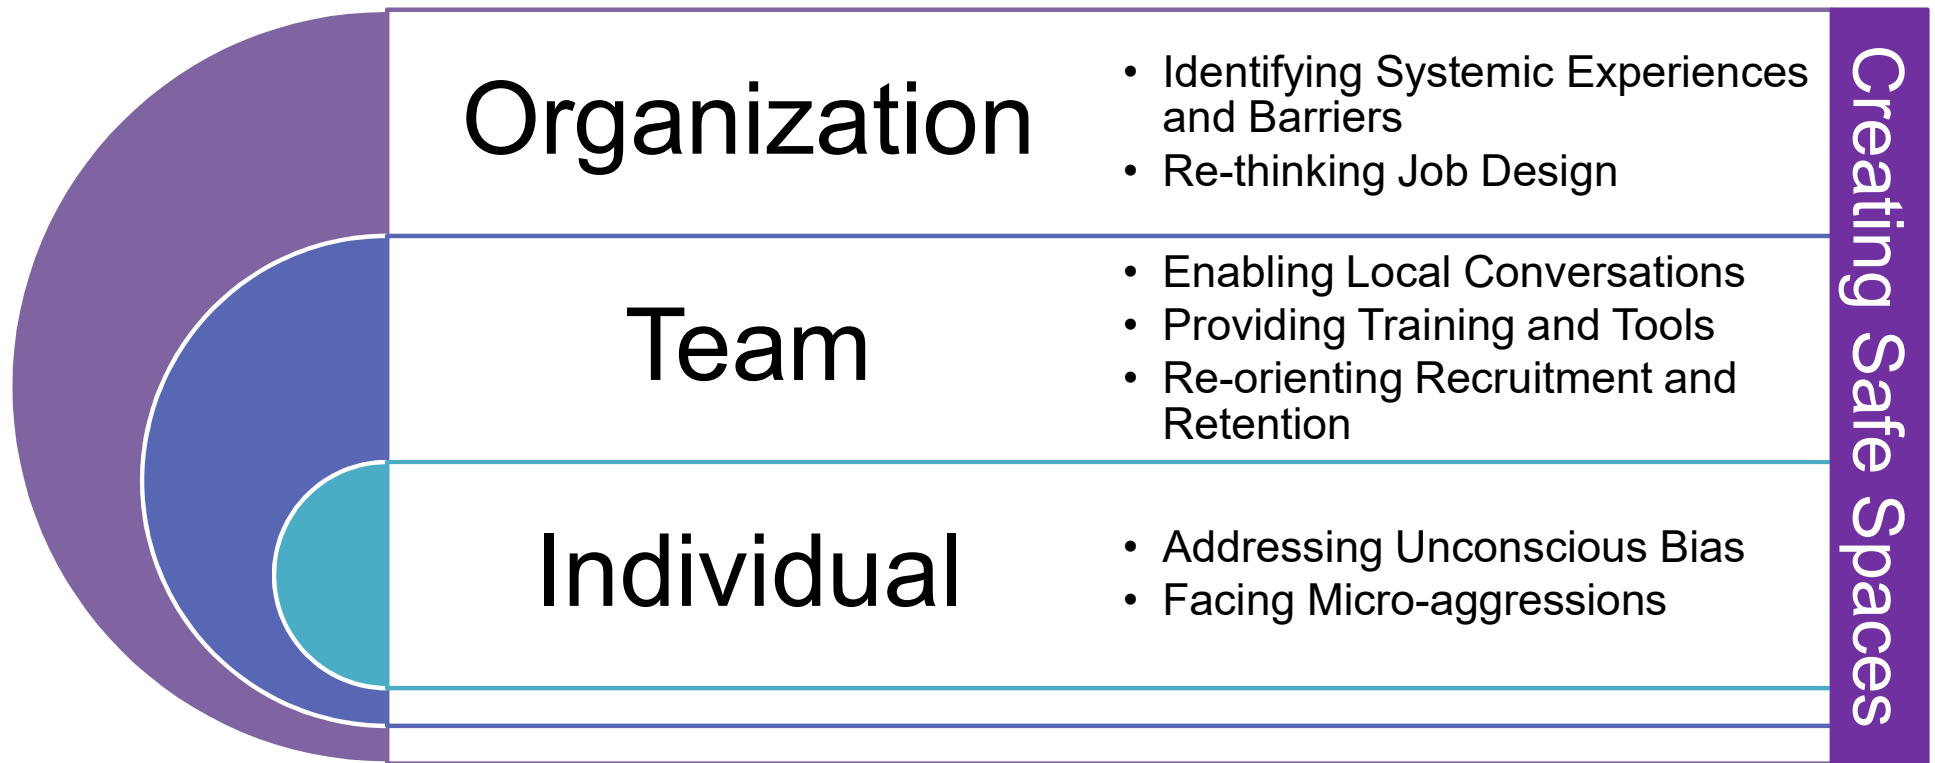 Organization
• Identifying Systemic Experiences
and Barriers
• Re-thinking Job Design
Team
• Enabling Local Conversations
• Providing Training and Tools
• Re-orienting Recruitment and
Retention
Individual
• Addressing Unconscious Bias
• Facing Micro-aggressions
Creating Safe Spaces